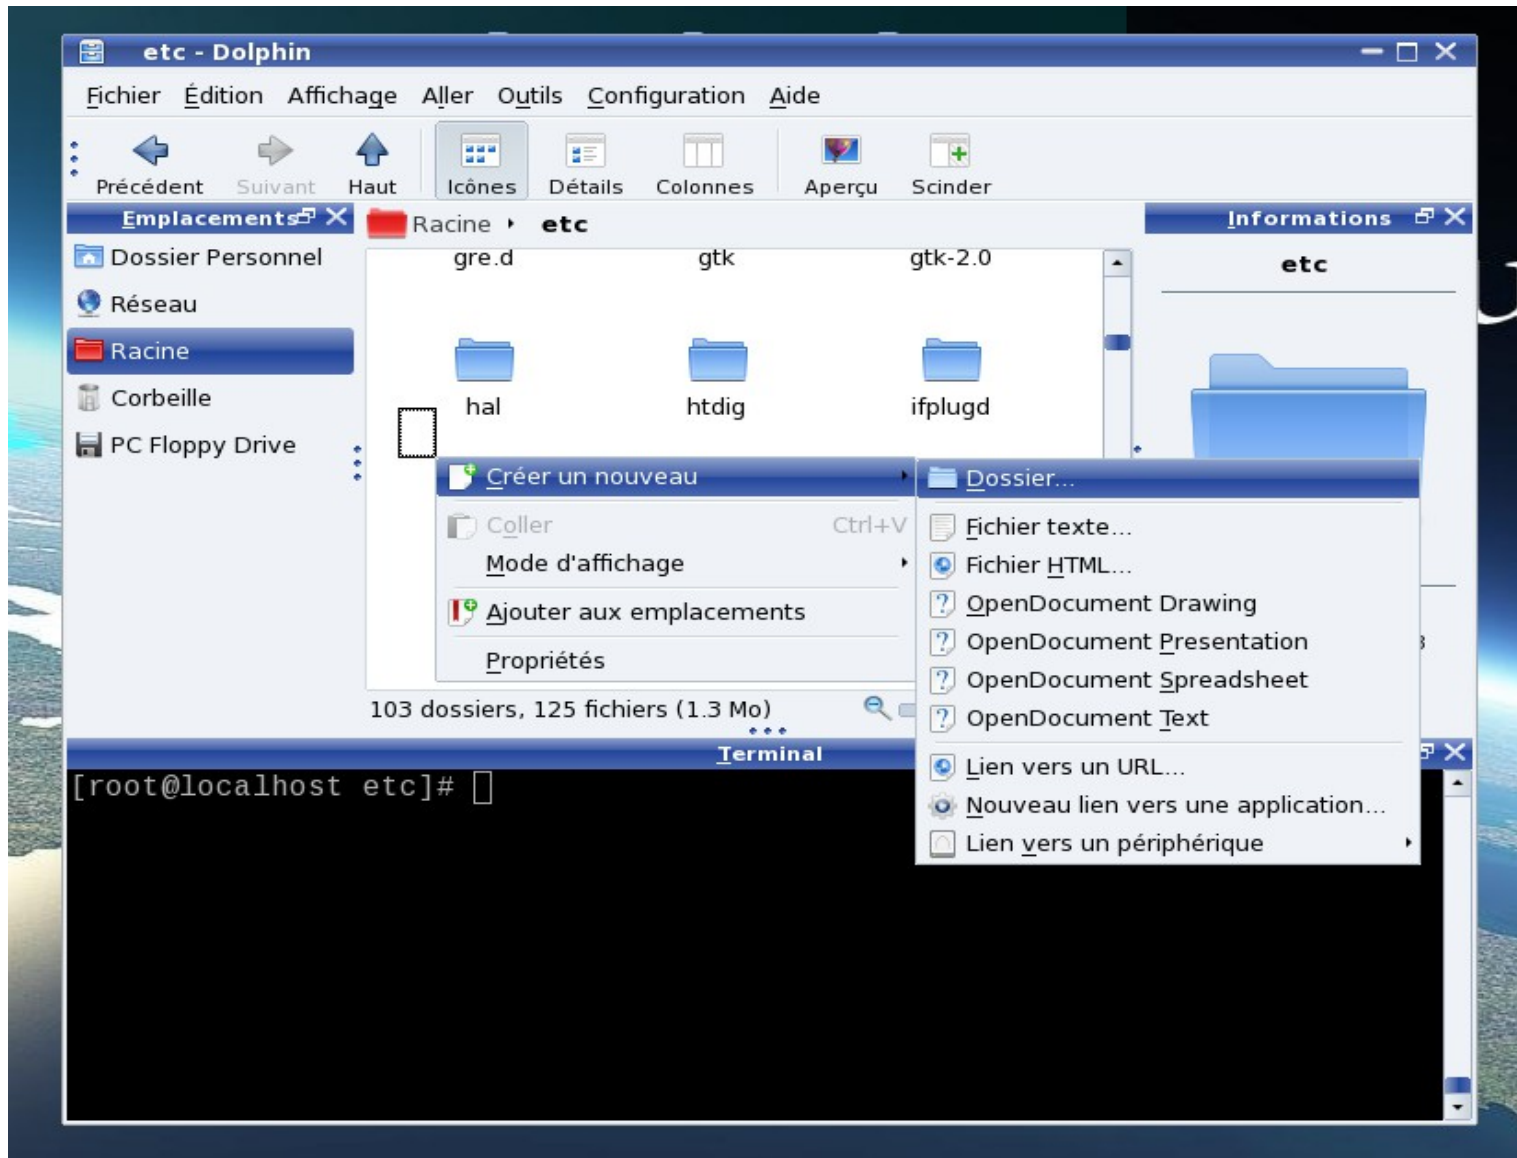 etc - Dolphin
Fichier Édition Affichage Aller Outils Configuration Aide
Précédent Suivant Haut Icônes Détails Colonnes Aperçu Scinder
Emplacements
Dossier Personnel
Réseau
Racine
Corbeille
PC Floppy Drive
Racine etc
gre.d gtk gtk-2.0
hal htdig ifplugd
Créer un nouveau
Coller Ctrl+V
Mode d'affichage
Ajouter aux emplacements
Propriétés
Dossier...
Fichier texte...
Fichier HTML...
OpenDocument Drawing
OpenDocument Presentation
OpenDocument Spreadsheet
OpenDocument Text
Lien vers un URL...
Nouveau lien vers une application...
Lien vers un périphérique
103 dossiers, 125 fichiers (1.3 Mo)
Informations
etc
Terminal
[root@localhost etc]#